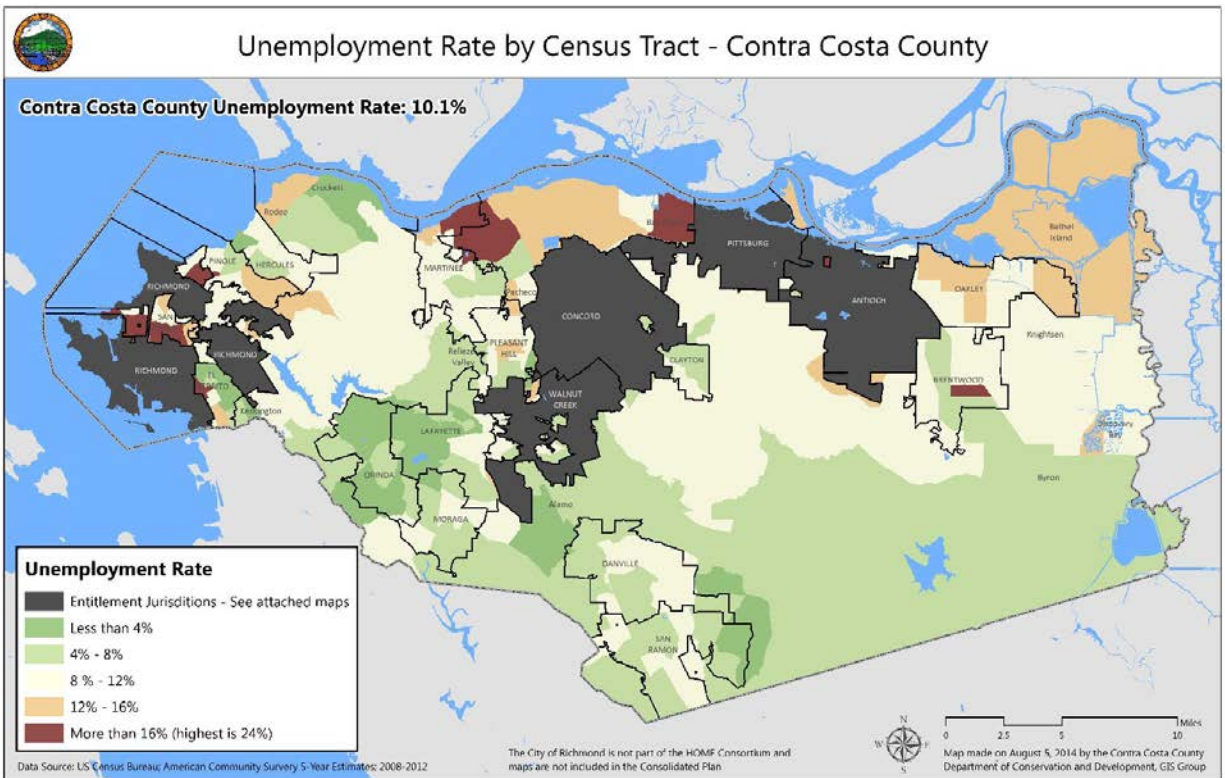 Unemployment Rate by Census Tract - Contra Costa County
Contra Costa County Unemployment Rate: 10.1%
Crockett
Rodeo
Bethel
Island
PITTSBURG
PINOLE
HERCULES
MARTINEZ
RICHMOND
Pacheco
OAKLEY
ANTIOCH
SAN
CONCORD
Knightsen
RICHMOND
PLEASANT
HILL
Reliez
Valley
RICHMOND
CLAYTON
BRENTWOOD
WALNUT
CREEK
Kensington
LAFAYETTE
Discovery
Bay
ORINDA
Byron
Alamo
MORAGA
DANVILLE
SAN
RAMON
Unemployment Rate
Entitlement Jursditions - See attached maps
Less than 4%
4% - 8%
8 % - 12%
12% - 16%
More than 16% (highest is 24%)
N
W E
S
0 2.5 5 10
Miles
Data Source: US Census Bureau; American Community Survey 5-Year Estimates; 2008-2012
The City of Richmond is not part of the HOME Consortium and
maps are not included in the Consolidated Plan
Map made on August 5, 2014 by the Contra Costa County
Department of Conservation and Development, GIS Group